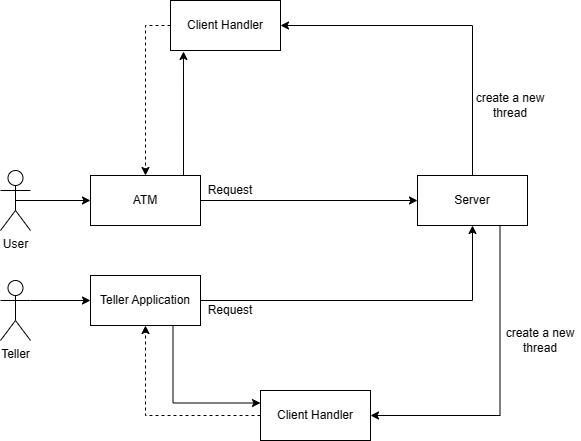 Client Handler
create a new
thread
ATM
Request
Server
User
Teller Application
Request
Teller
create a new
thread
Client Handler